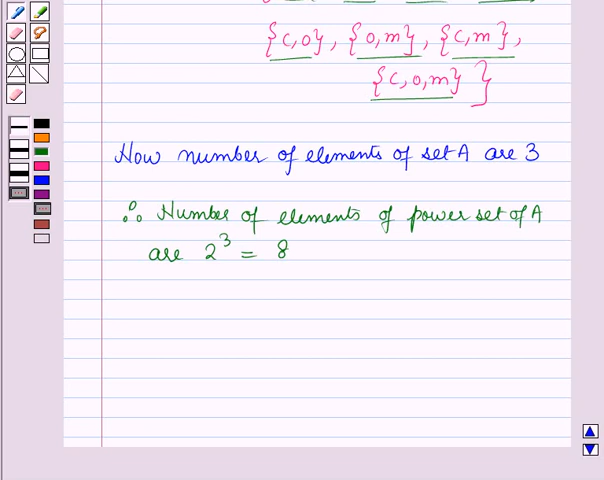 {c,o}, {o,m}, {c,m},
{c,o,m} }
Now number of elements of set A are 3
∴ Number of elements of power set of A
are 2³ = 8